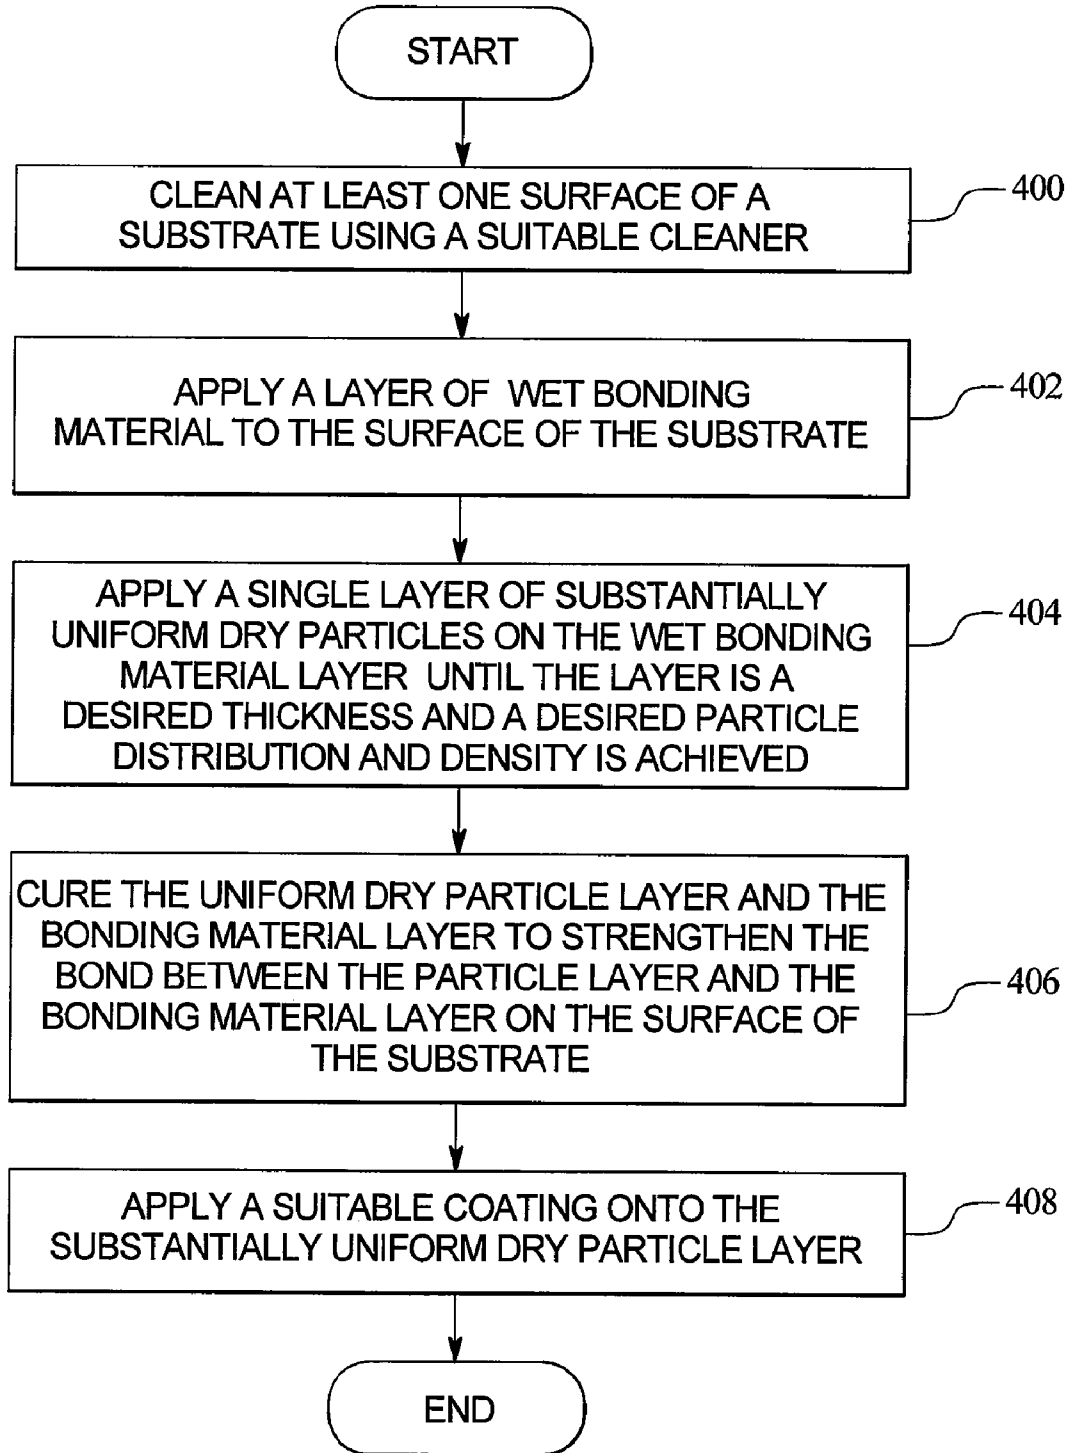 START
CLEAN AT LEAST ONE SURFACE OF A
SUBSTRATE USING A SUITABLE CLEANER
400
APPLY A LAYER OF WET BONDING
MATERIAL TO THE SURFACE OF THE SUBSTRATE
402
APPLY A SINGLE LAYER OF SUBSTANTIALLY
UNIFORM DRY PARTICLES ON THE WET BONDING
MATERIAL LAYER UNTIL THE LAYER IS A
DESIRED THICKNESS AND A DESIRED PARTICLE
DISTRIBUTION AND DENSITY IS ACHIEVED
404
CURE THE UNIFORM DRY PARTICLE LAYER AND THE
BONDING MATERIAL LAYER TO STRENGTHEN THE
BOND BETWEEN THE PARTICLE LAYER AND THE
BONDING MATERIAL LAYER ON THE SURFACE OF
THE SUBSTRATE
406
APPLY A SUITABLE COATING ONTO THE
SUBSTANTIALLY UNIFORM DRY PARTICLE LAYER
408
END